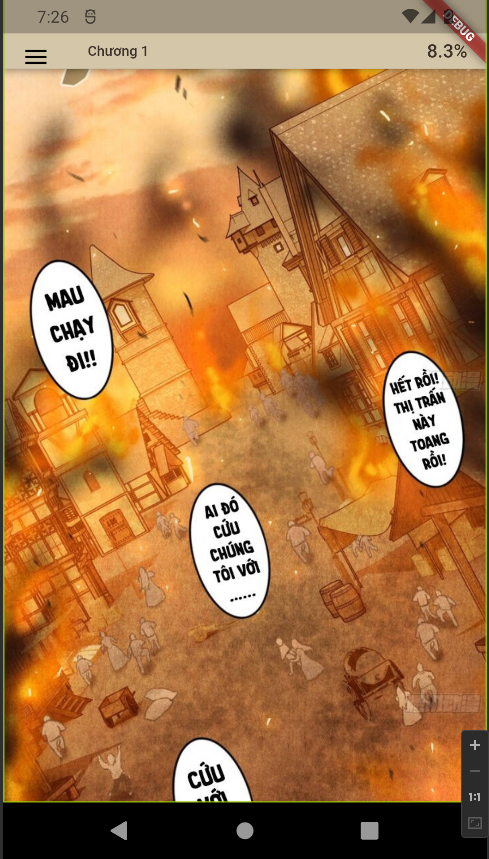 7:26
DEBUG
Chương 1
8.3%
MAU
CHẠY
ĐI!!
HẾT RỒI!
THỊ TRẤN
NÀY
TOANG
RỒI!
AI ĐÓ
CỨU
CHÚNG
TÔI VỚI
......
CỨU
VỚI
1:1